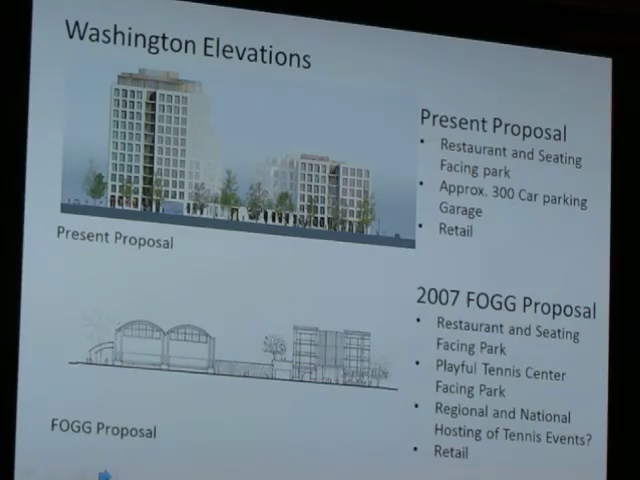 Washington Elevations
Present Proposal
• Restaurant and Seating
Facing park
• Approx. 300 Car parking
Garage
• Retail
Present Proposal
2007 FOGG Proposal
• Restaurant and Seating
Facing Park
• Playful Tennis Center
Facing Park
• Regional and National
Hosting of Tennis Events?
• Retail
FOGG Proposal